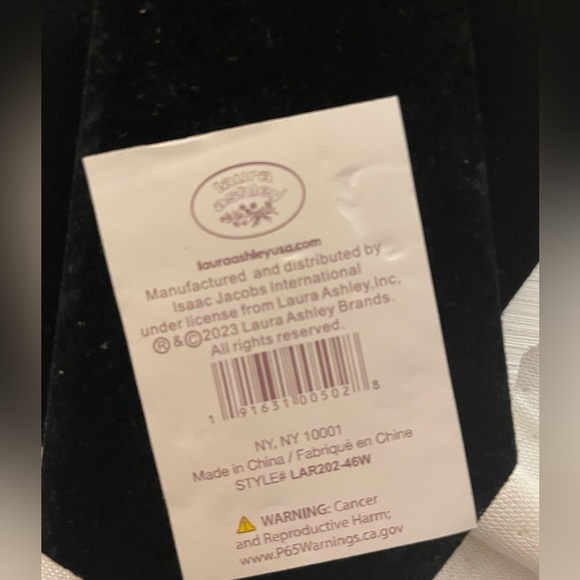 laura
ashley
lauraashleyusa.com
Manufactured and distributed by
Isaac Jacobs International
under license from Laura Ashley,Inc,
® & ©2023 Laura Ashley Brands.
All rights reserved.
1 91631 00502 8
NY, NY 10001
Made in China / Fabriqué en Chine
STYLE# LAR202-46W
WARNING: Cancer
and Reproductive Harm;
www.P65Warnings.ca.gov